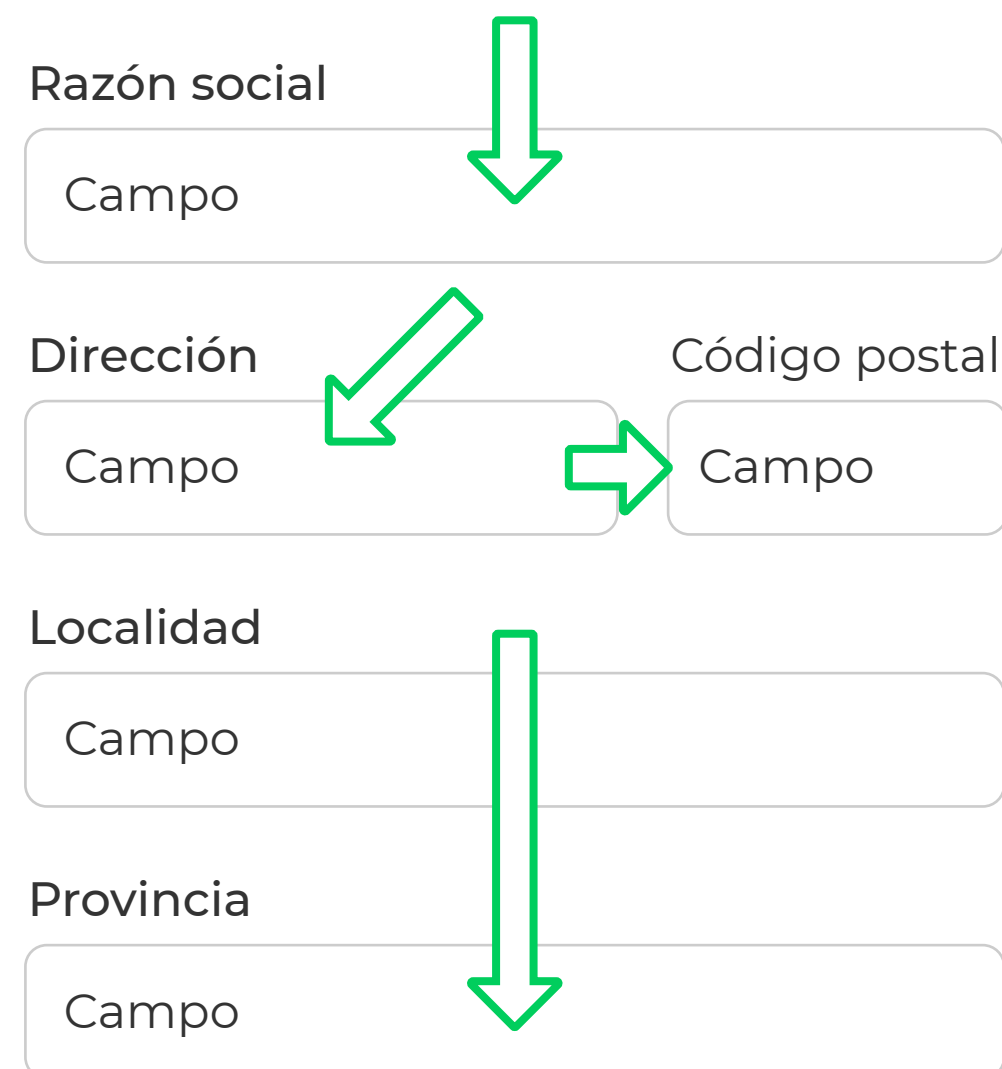 Razón social
Campo
Dirección
Campo
Código postal
Campo
Localidad
Campo
Provincia
Campo